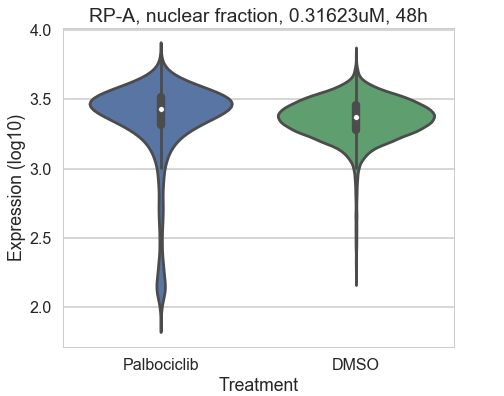 RP-A, nuclear fraction, 0.31623uM, 48h
4.0
3.5
3.0
2.5
2.0
Expression (log10)
Palbociclib DMSO
Treatment